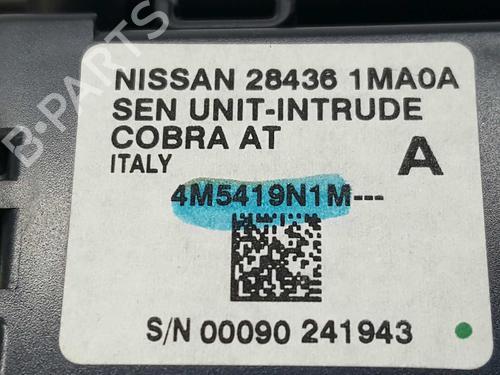 B-PARTS
NISSAN 28436 1MA0A
SEN UNIT-INTRUDE
COBRA AT
ITALY
A
4M5419N1M---
S/N 00090 241943